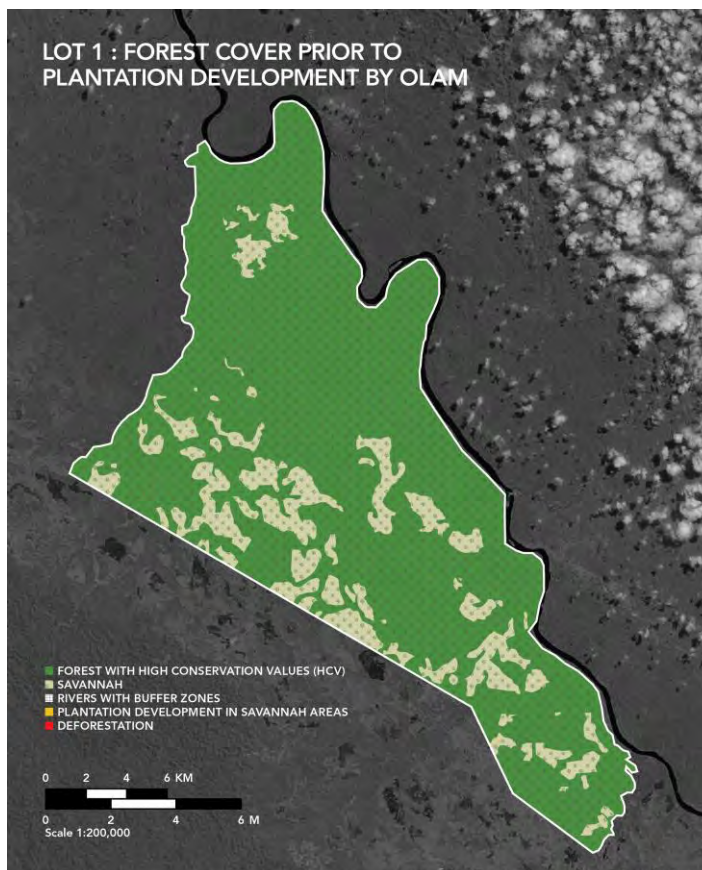 LOT 1 : FOREST COVER PRIOR TO
PLANTATION DEVELOPMENT BY OLAM
FOREST WITH HIGH CONSERVATION VALUES (HCV)
SAVANNAH
RIVERS WITH BUFFER ZONES
PLANTATION DEVELOPMENT IN SAVANNAH AREAS
DEFORESTATION
0 2 4 6 KM
0 2 4 6 M
Scale 1:200,000